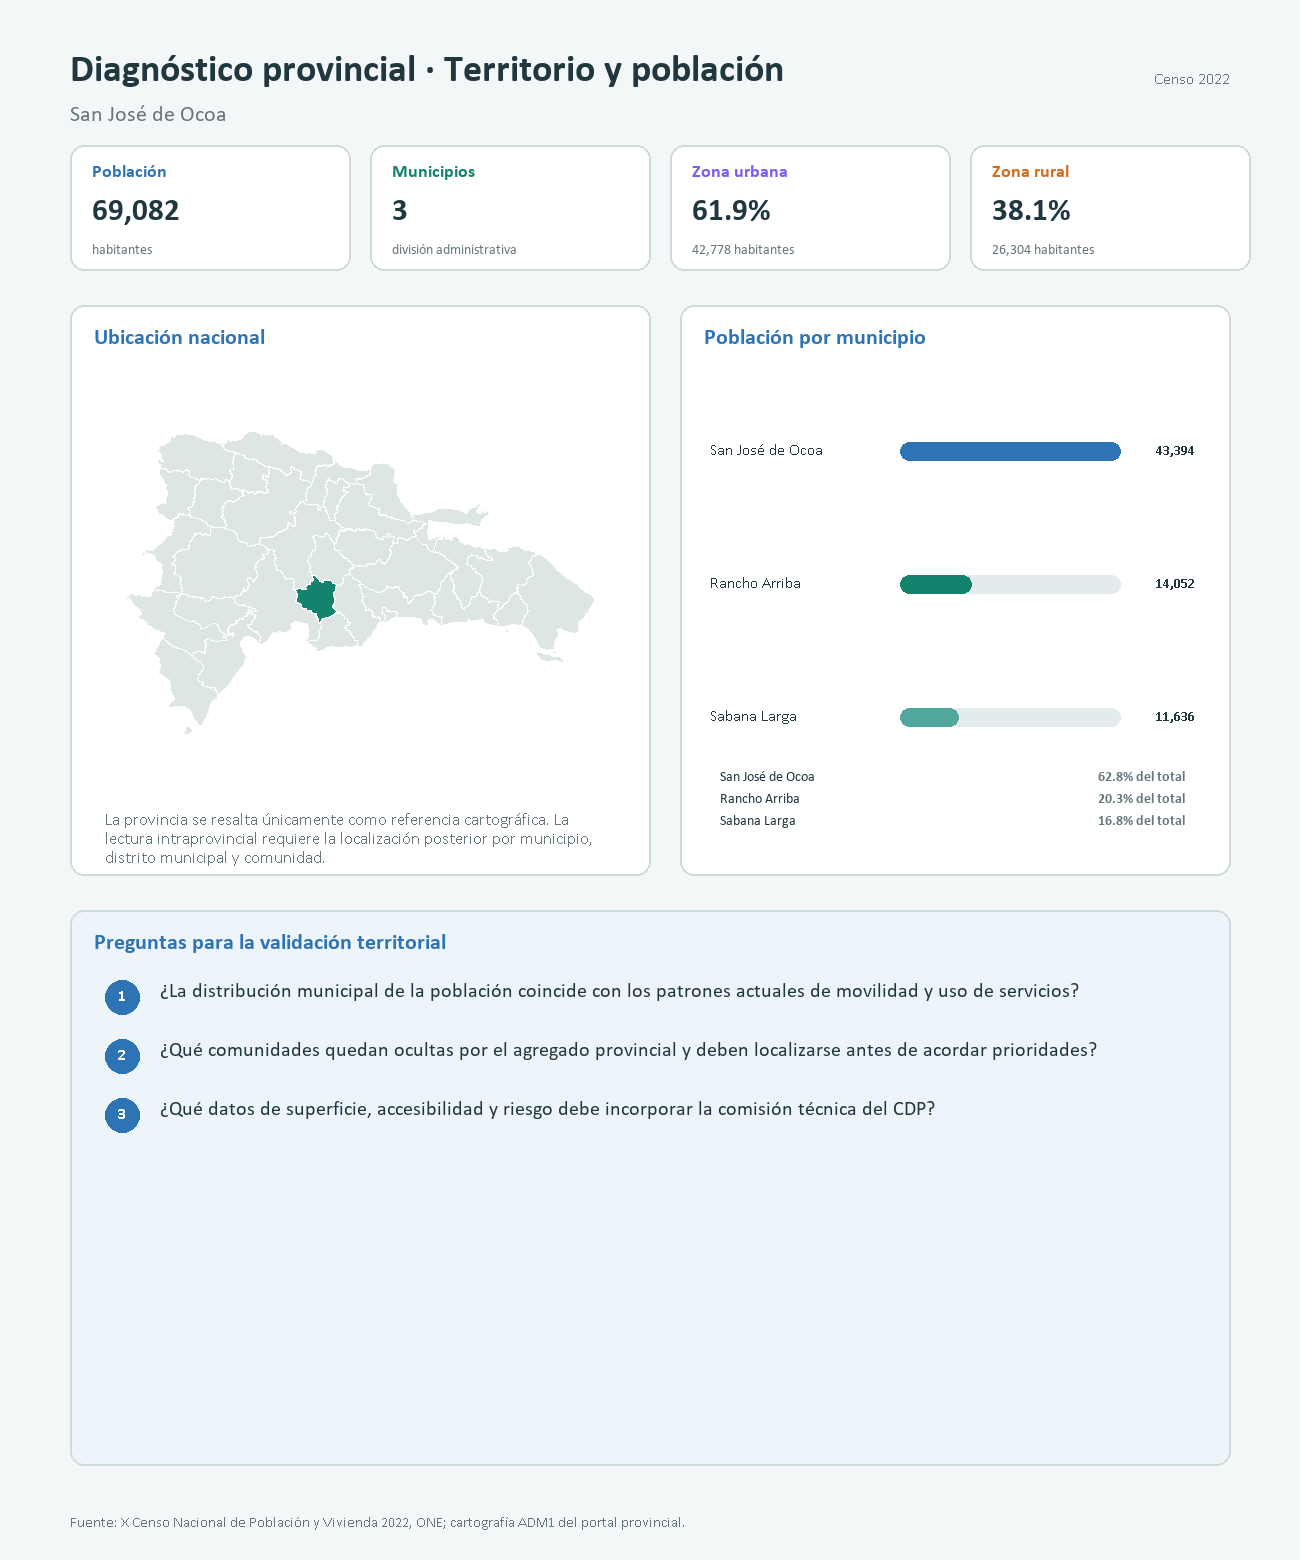 Diagnóstico provincial · Territorio y población
Censo 2022
San José de Ocoa
Población
69,082
habitantes
Municipios
3
división administrativa
Zona urbana
61.9%
42,778 habitantes
Zona rural
38.1%
26,304 habitantes
Ubicación nacional
La provincia se resalta únicamente como referencia cartográfica. La
lectura intraprovincial requiere la localización posterior por municipio,
distrito municipal y comunidad.
Población por municipio
San José de Ocoa 43,394
Rancho Arriba 14,052
Sabana Larga 11,636
San José de Ocoa 62.8% del total
Rancho Arriba 20.3% del total
Sabana Larga 16.8% del total
Preguntas para la validación territorial
1 ¿La distribución municipal de la población coincide con los patrones actuales de movilidad y uso de servicios?
2 ¿Qué comunidades quedan ocultas por el agregado provincial y deben localizarse antes de acordar prioridades?
3 ¿Qué datos de superficie, accesibilidad y riesgo debe incorporar la comisión técnica del CDP?
Fuente: X Censo Nacional de Población y Vivienda 2022, ONE; cartografía ADM1 del portal provincial.